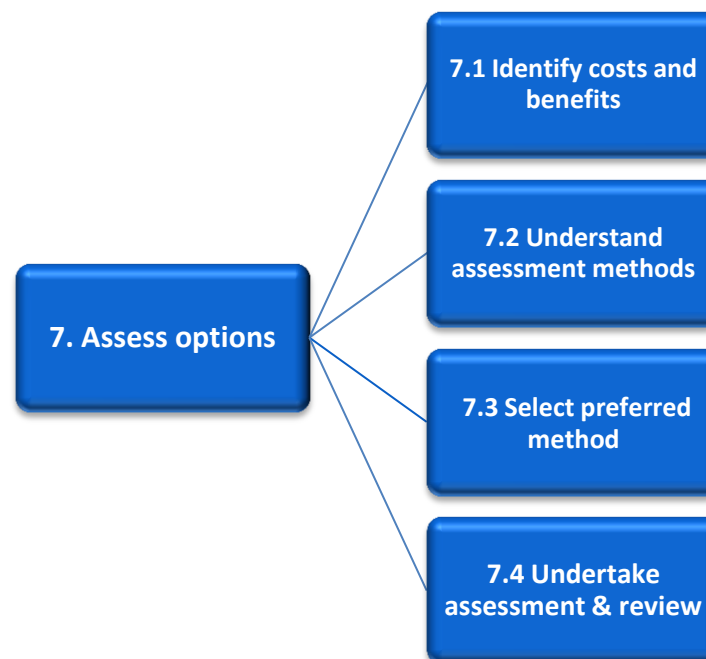 7.1 Identify costs and
benefits
7.2 Understand
assessment methods
7. Assess options
7.3 Select preferred
method
7.4 Undertake
assessment & review